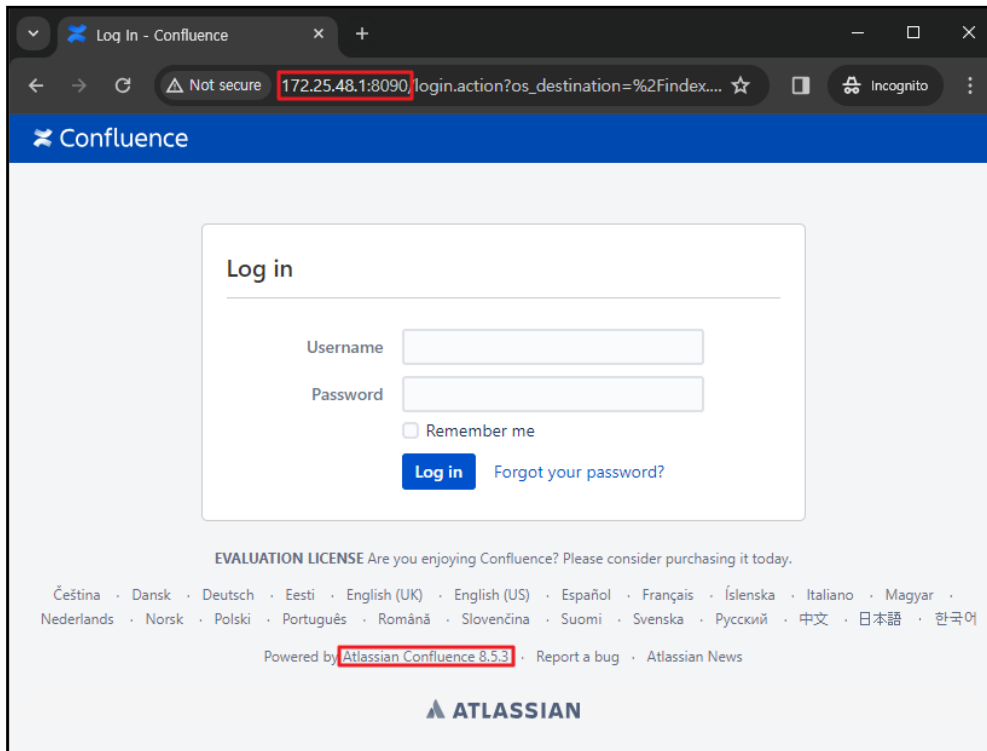 Log In - Confluence
Not secure 172.25.48.1:8090/login.action?os_destination=%2Findex.... Incognito
Confluence
Log in
Username
Password
Remember me
Log in Forgot your password?
EVALUATION LICENSE Are you enjoying Confluence? Please consider purchasing it today.
Čeština · Dansk · Deutsch · Eesti · English (UK) · English (US) · Español · Français · Íslenska · Italiano · Magyar ·
Nederlands · Norsk · Polski · Português · Română · Slovenčina · Suomi · Svenska · Русский · 中文 · 日本語 · 한국어
Powered by Atlassian Confluence 8.5.3 · Report a bug · Atlassian News
ATLASSIAN